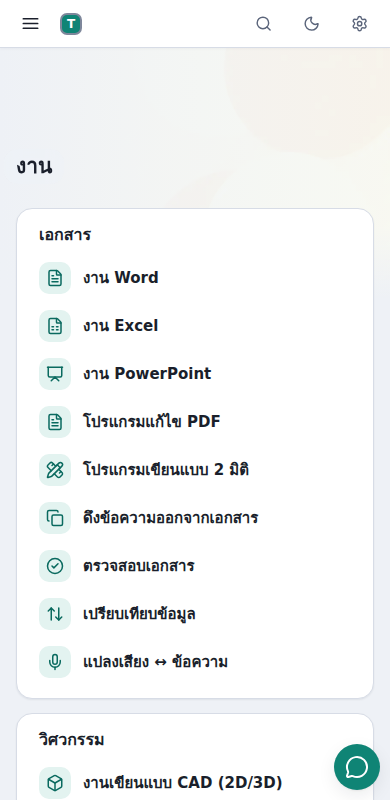 T
งาน
เอกสาร
งาน Word
งาน Excel
งาน PowerPoint
โปรแกรมแก้ไข PDF
โปรแกรมเขียนแบบ 2 มิติ
ดึงข้อความออกจากเอกสาร
ตรวจสอบเอกสาร
เปรียบเทียบข้อมูล
แปลงเสียง ↔ ข้อความ
วิศวกรรม
งานเขียนแบบ CAD (2D/3D)